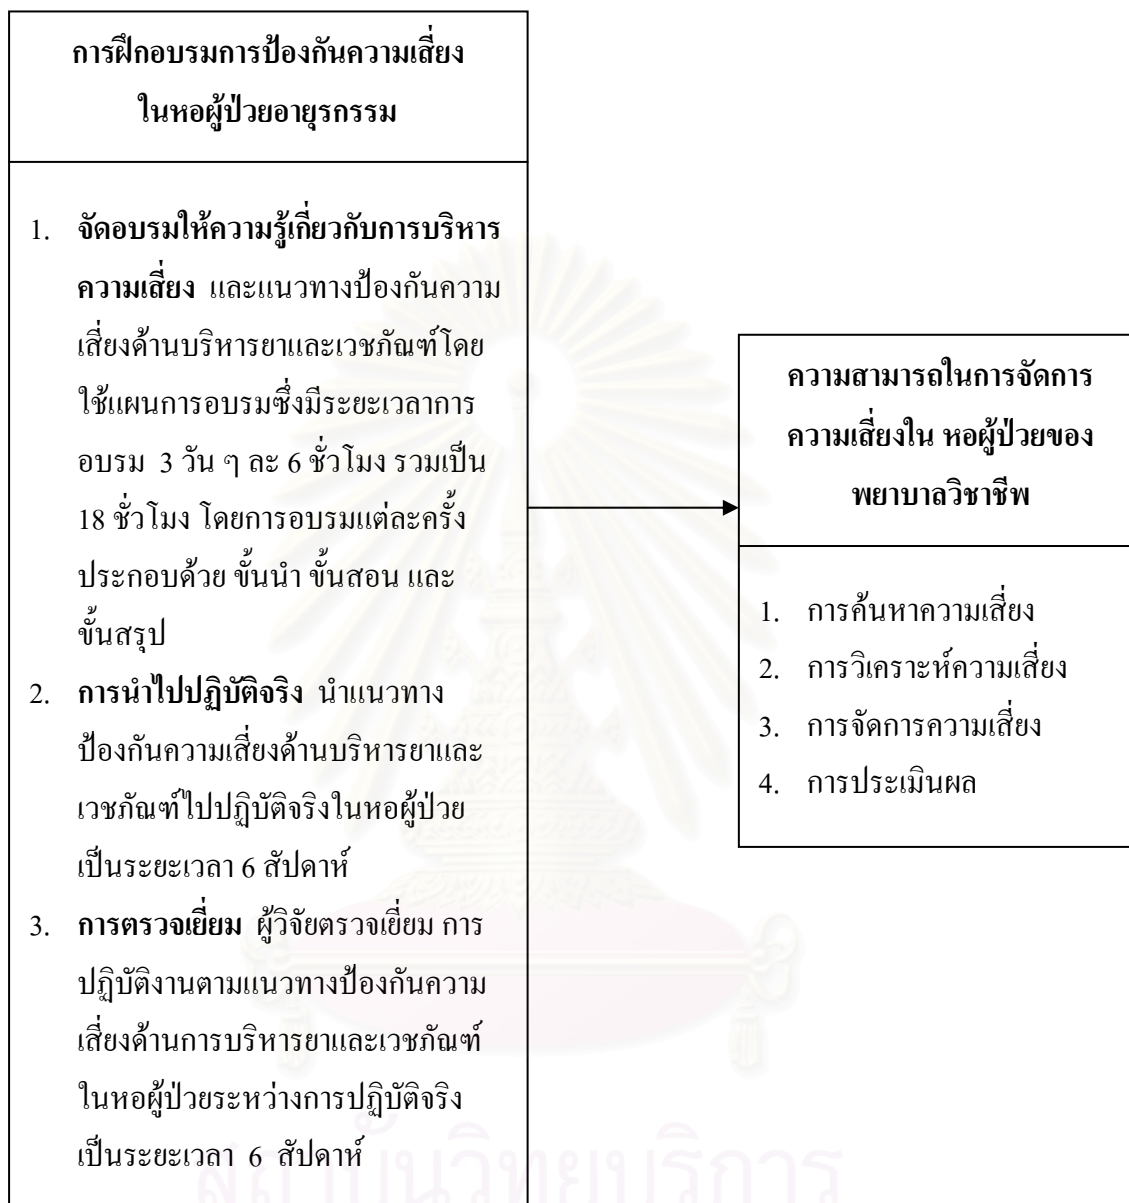 การฝึกอบรมการป้องกันความเสี่ยง
ในหอผู้ป่วยอายุรกรรม
1. จัดอบรมให้ความรู้เกี่ยวกับการบริหาร
ความเสี่ยง และแนวทางป้องกันความ
เสี่ยงด้านบริหารยาและเวชภัณฑ์โดย
ใช้แผนการอบรมซึ่งมีระยะเวลาการ
อบรม 3 วัน ๆ ละ 6 ชั่วโมง รวมเป็น
18 ชั่วโมง โดยการอบรมแต่ละครั้ง
ประกอบด้วย ขั้นนำ ขั้นสอน และ
ขั้นสรุป
2. การนำไปปฏิบัติจริง นำแนวทาง
ป้องกันความเสี่ยงด้านบริหารยาและ
เวชภัณฑ์ไปปฏิบัติจริงในหอผู้ป่วย
เป็นระยะเวลา 6 สัปดาห์
3. การตรวจเยี่ยม ผู้วิจัยตรวจเยี่ยม การ
ปฏิบัติงานตามแนวทางป้องกันความ
เสี่ยงด้านการบริหารยาและเวชภัณฑ์
ในหอผู้ป่วยระหว่างการปฏิบัติจริง
เป็นระยะเวลา 6 สัปดาห์
ความสามารถในการจัดการ
ความเสี่ยงใน หอผู้ป่วยของ
พยาบาลวิชาชีพ
1. การค้นหาความเสี่ยง
2. การวิเคราะห์ความเสี่ยง
3. การจัดการความเสี่ยง
4. การประเมินผล
สถาบันวิทยบริการ